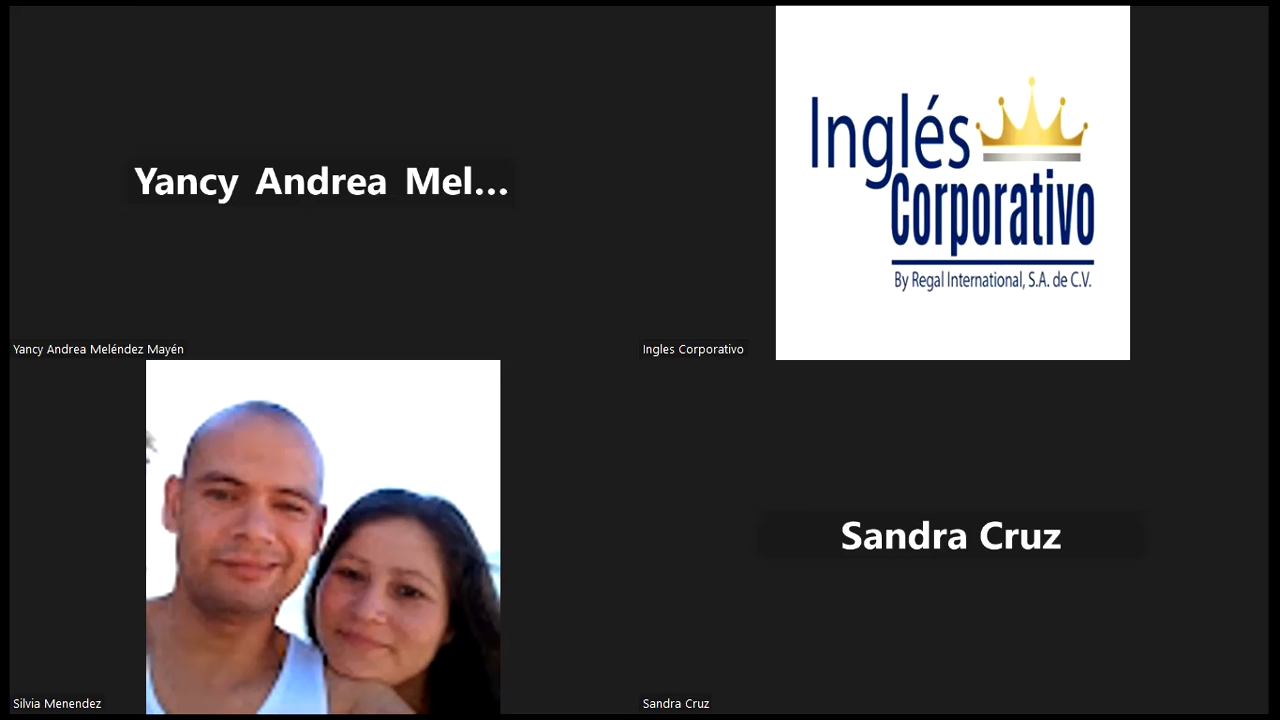 Yancy Andrea Mel...
Inglés
Corporativo
By Regal International, S.A. de C.V.
Yancy Andrea Meléndez Mayén
Ingles Corporativo
Sandra Cruz
Silvia Menendez
Sandra Cruz